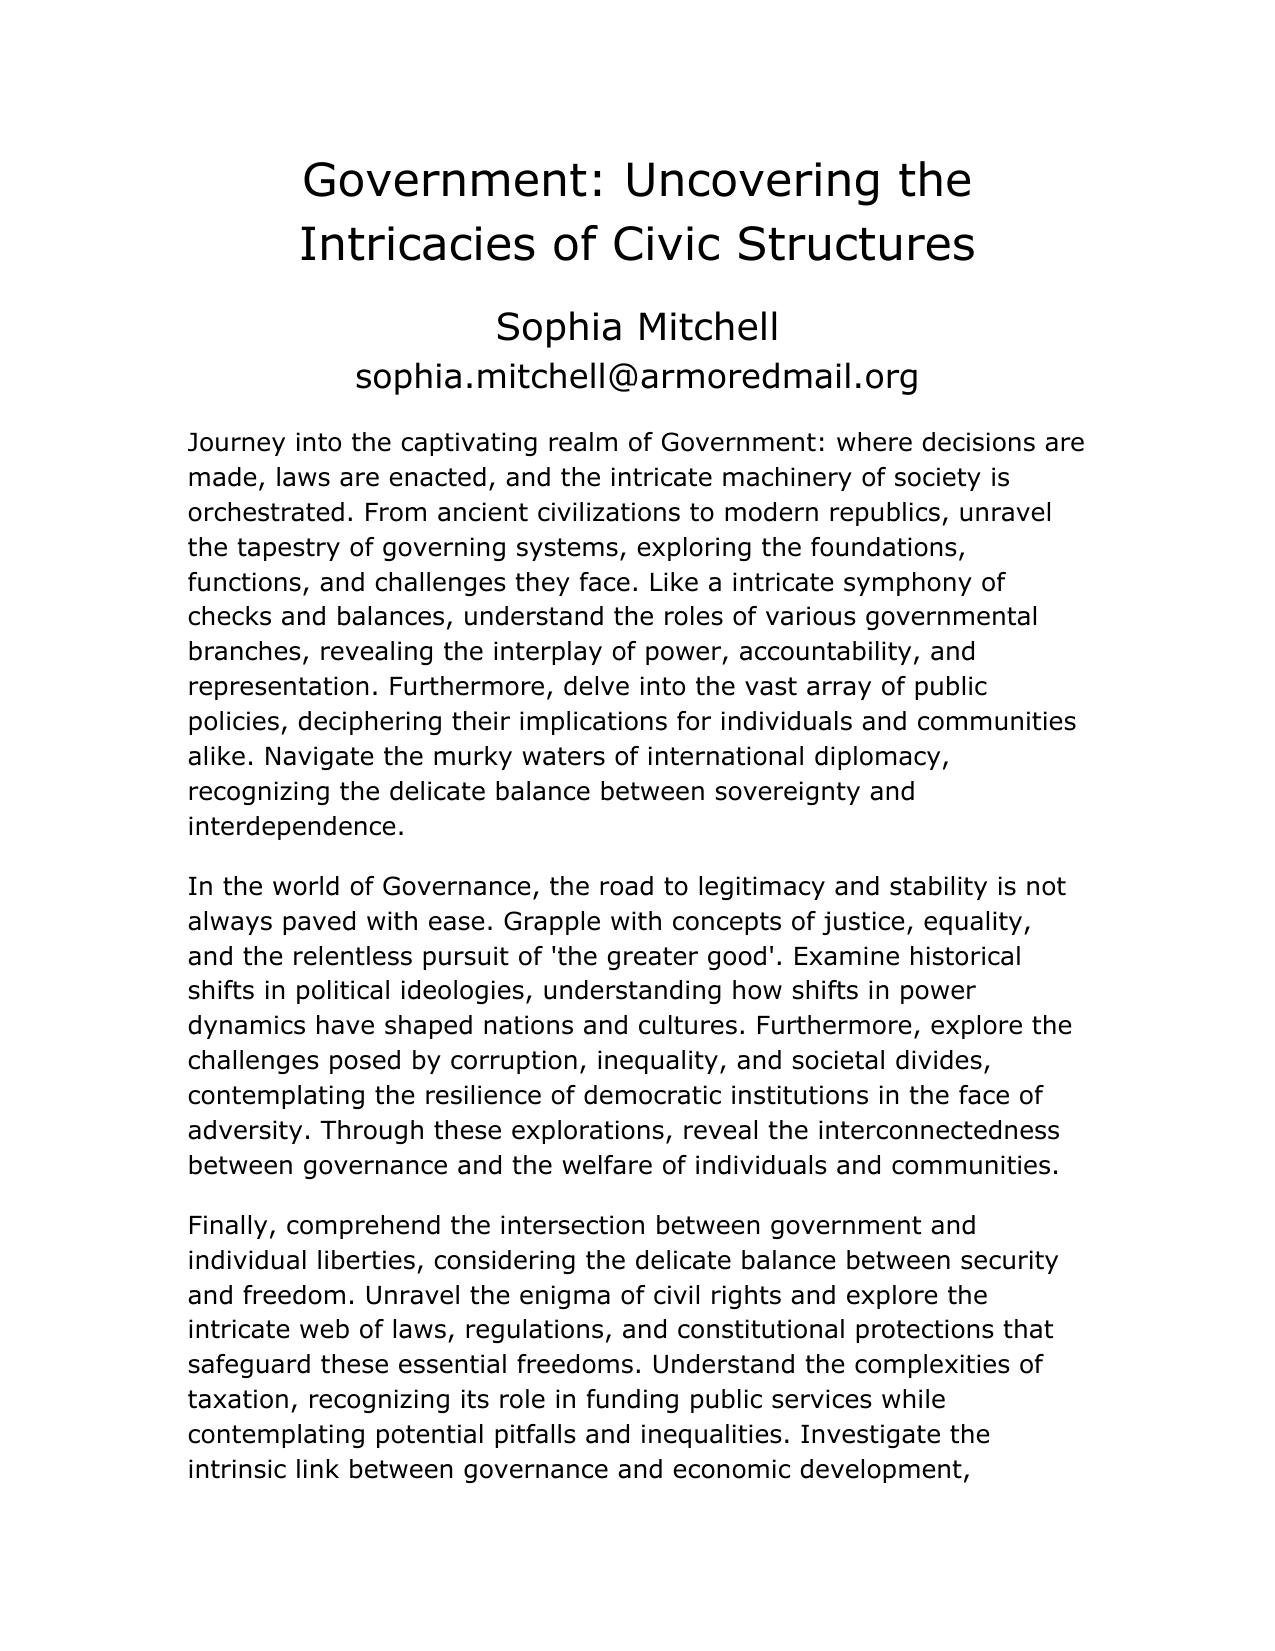 Government: Uncovering the
Intricacies of Civic Structures
Sophia Mitchell
sophia.mitchell@armoredmail.org
Journey into the captivating realm of Government: where decisions are
made, laws are enacted, and the intricate machinery of society is
orchestrated. From ancient civilizations to modern republics, unravel
the tapestry of governing systems, exploring the foundations,
functions, and challenges they face. Like a intricate symphony of
checks and balances, understand the roles of various governmental
branches, revealing the interplay of power, accountability, and
representation. Furthermore, delve into the vast array of public
policies, deciphering their implications for individuals and communities
alike. Navigate the murky waters of international diplomacy,
recognizing the delicate balance between sovereignty and
interdependence.
In the world of Governance, the road to legitimacy and stability is not
always paved with ease. Grapple with concepts of justice, equality,
and the relentless pursuit of 'the greater good'. Examine historical
shifts in political ideologies, understanding how shifts in power
dynamics have shaped nations and cultures. Furthermore, explore the
challenges posed by corruption, inequality, and societal divides,
contemplating the resilience of democratic institutions in the face of
adversity. Through these explorations, reveal the interconnectedness
between governance and the welfare of individuals and communities.
Finally, comprehend the intersection between government and
individual liberties, considering the delicate balance between security
and freedom. Unravel the enigma of civil rights and explore the
intricate web of laws, regulations, and constitutional protections that
safeguard these essential freedoms. Understand the complexities of
taxation, recognizing its role in funding public services while
contemplating potential pitfalls and inequalities. Investigate the
intrinsic link between governance and economic development,